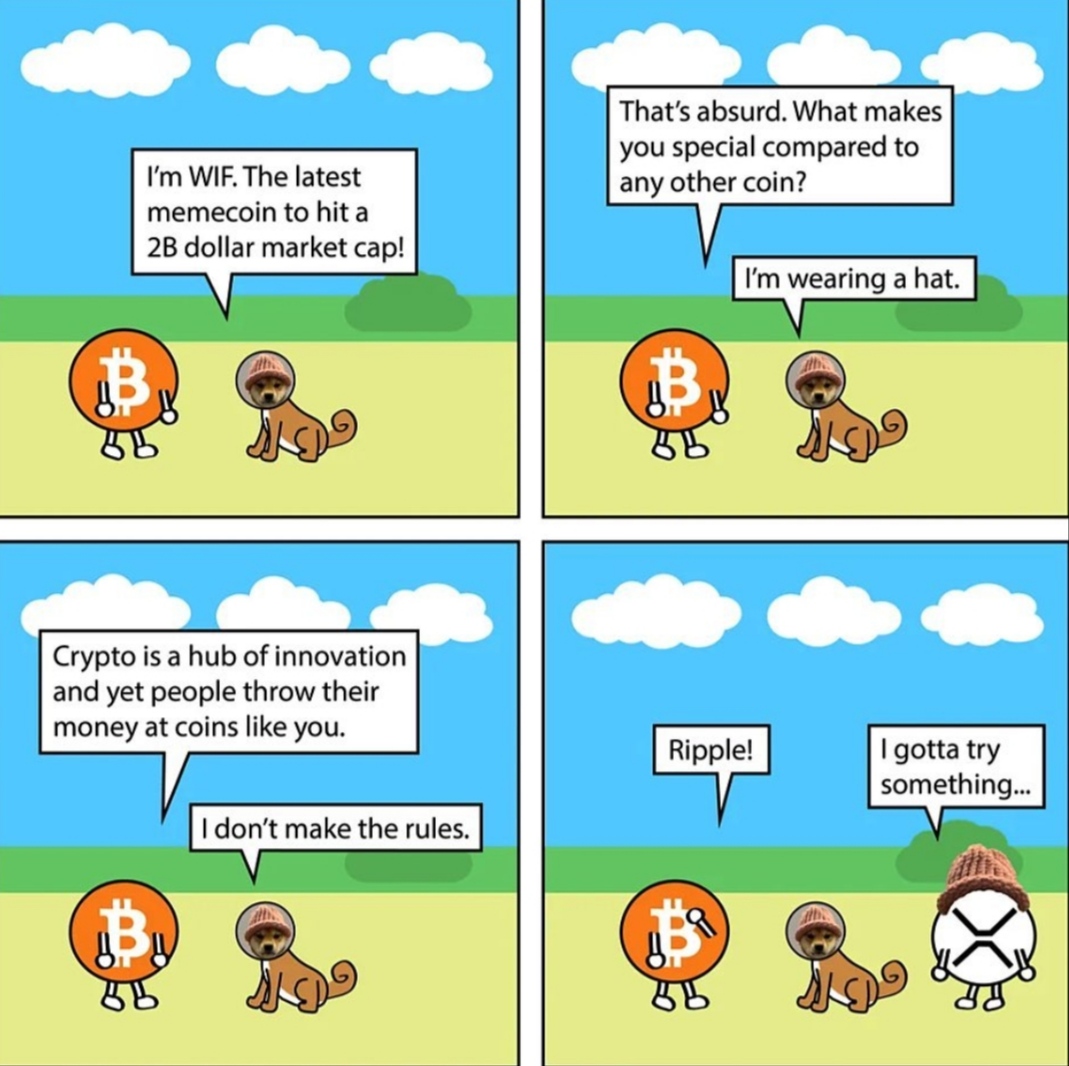 I'm WIF. The latest
memecoin to hit a
2B dollar market cap!
That's absurd. What makes
you special compared to
any other coin?
I'm wearing a hat.
Crypto is a hub of innovation
and yet people throw their
money at coins like you.
I don't make the rules.
Ripple!
I gotta try
something...